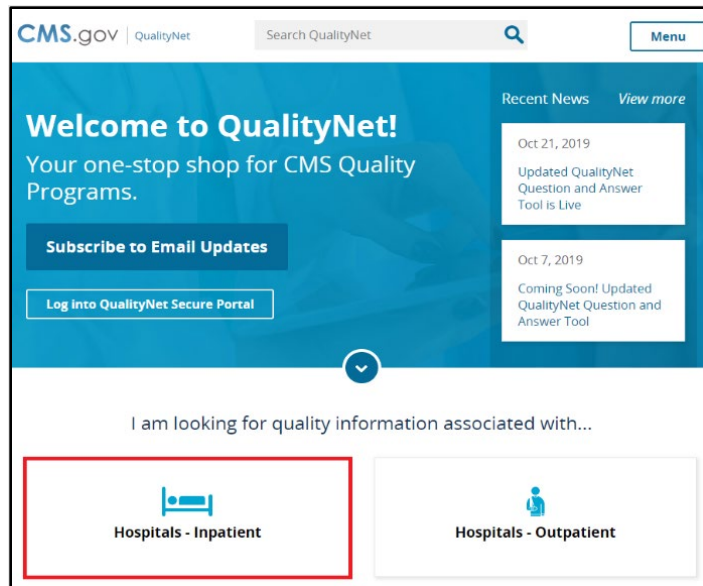 CMS.gov | QualityNet
Search QualityNet
Menu
Welcome to QualityNet!
Your one-stop shop for CMS Quality
Programs.
Subscribe to Email Updates
Log into QualityNet Secure Portal
Recent News View more
Oct 21, 2019
Updated QualityNet
Question and Answer
Tool is Live
Oct 7, 2019
Coming Soon! Updated
QualityNet Question and
Answer Tool
I am looking for quality information associated with...
Hospitals - Inpatient
Hospitals - Outpatient